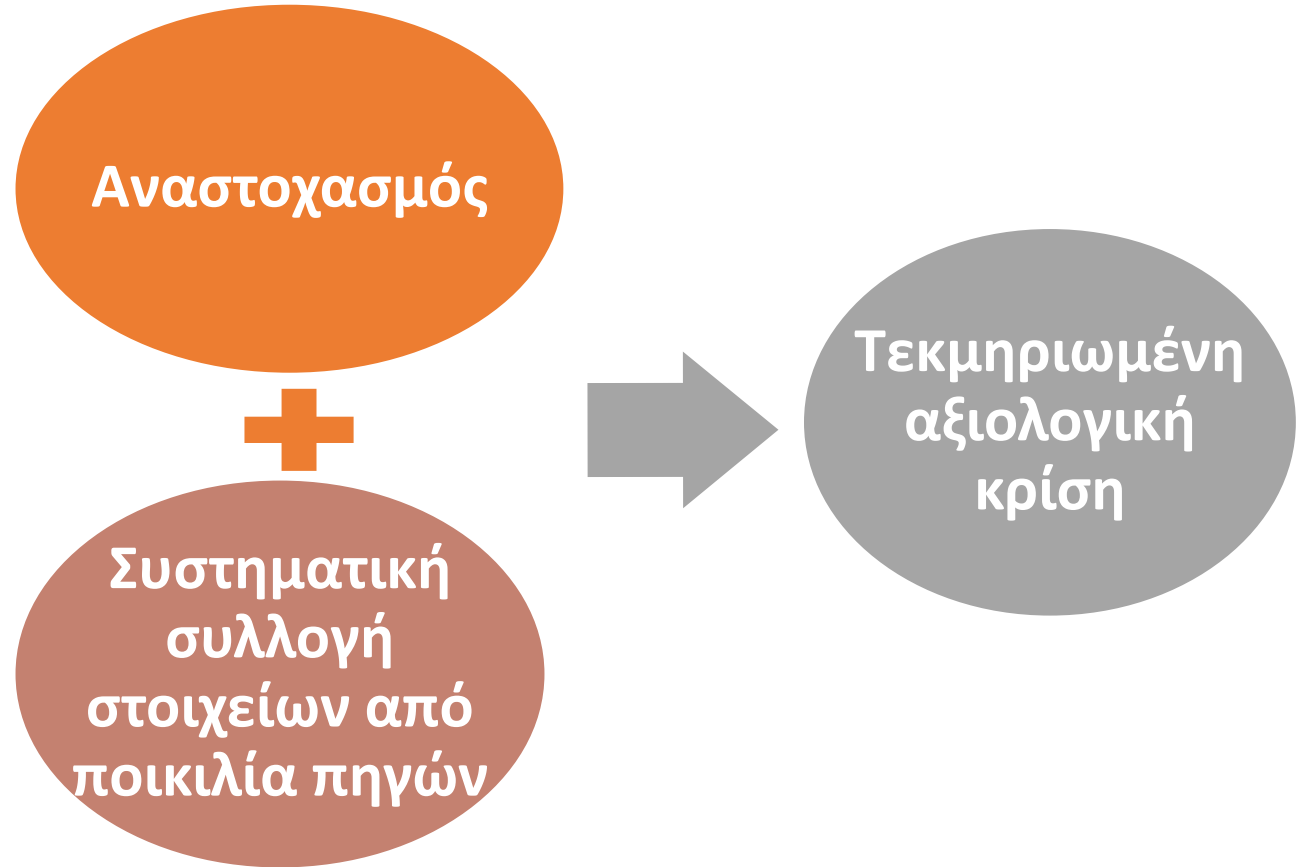 Αναστοχασμός
Συστηματική
συλλογή
στοιχείων από
ποικιλία πηγών
Τεκμηριωμένη
αξιολογική
κρίση